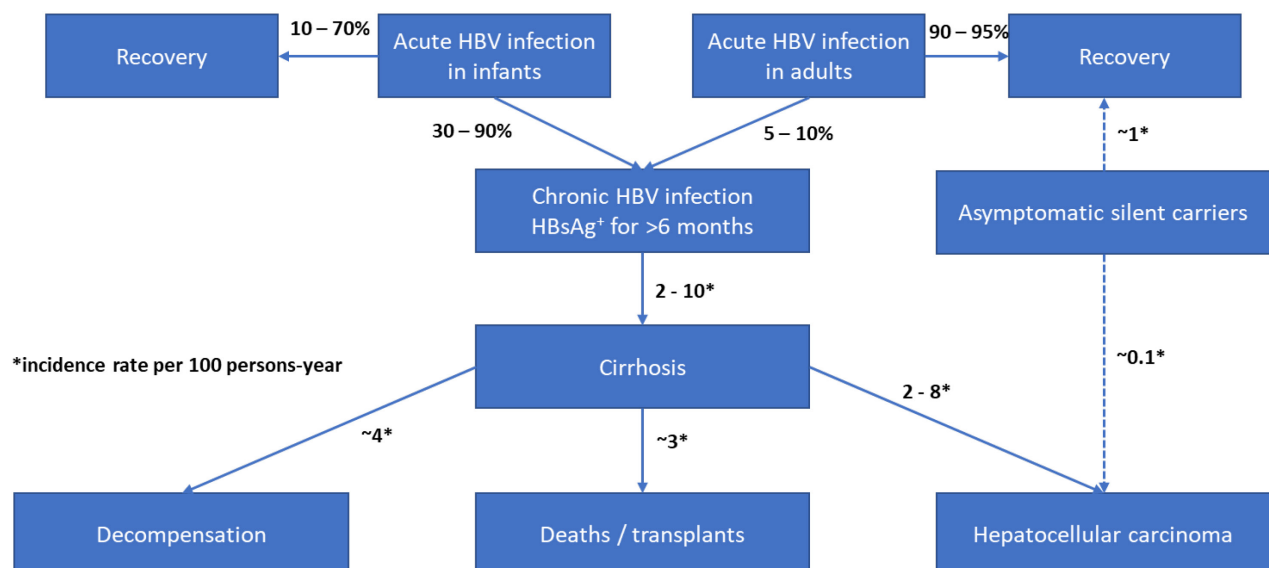 10 – 70%
90 – 95%
Recovery
Acute HBV infection
in infants
Acute HBV infection
in adults
Recovery
30 – 90%
5 – 10%
~1*
Chronic HBV infection
HBsAg⁺ for >6 months
Asymptomatic silent carriers
2 - 10*
*incidence rate per 100 persons-year
Cirrhosis
~0.1*
2 - 8*
~4*
~3*
Decompensation
Deaths / transplants
Hepatocellular carcinoma